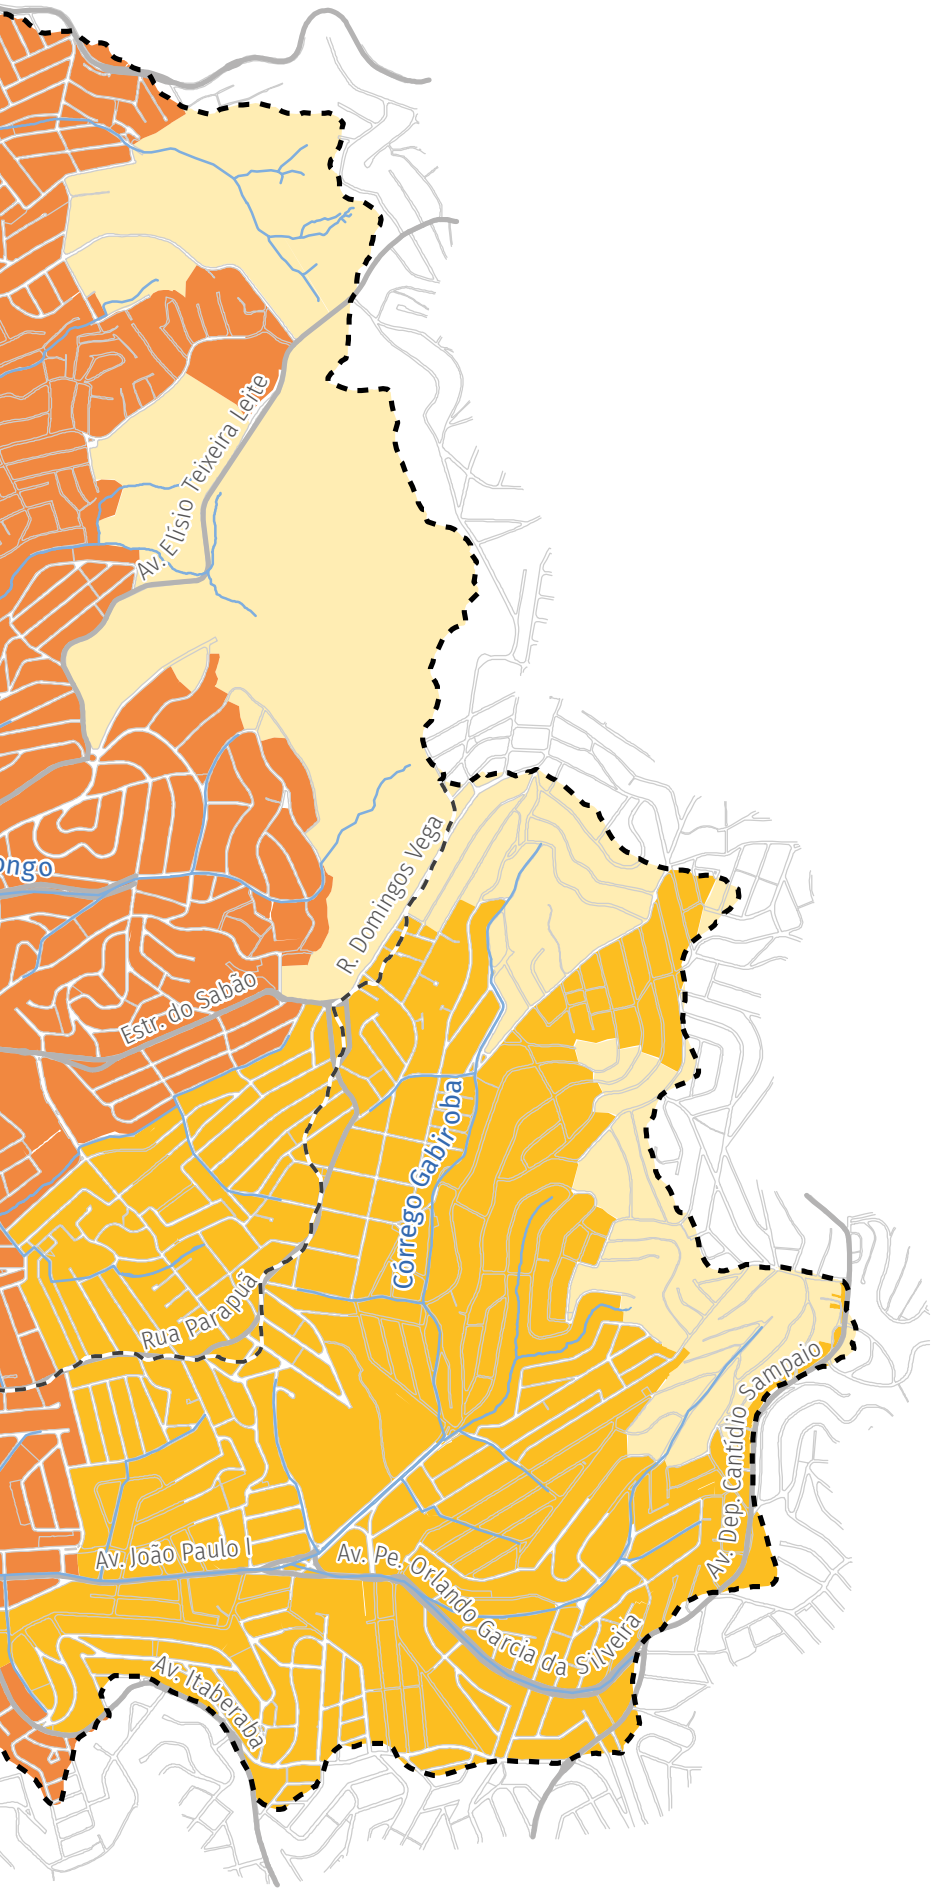 Av. Elísio Teixeira Leite
R. Domingos Vega
ongo
Estr. do Sabão
Córrego Gabiroba
Rua Parapuã
Av. Dep. Cantídio Sampaio
Av. João Paulo I
Av. Pe. Orlando Garcia da Silveira
Av. Itaberaba